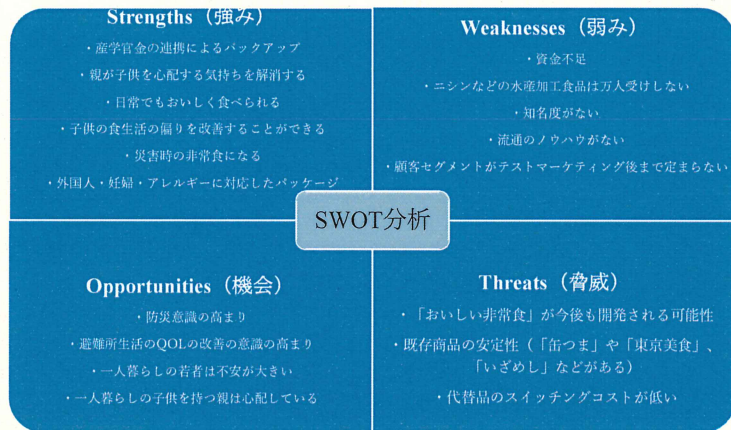 Strengths（強み）
・産学官金の連携によるバックアップ
・親が子供を心配する気持ちを解消する
・日常でもおいしく食べられる
・子供の食生活の偏りを改善することができる
・災害時の非常食になる
・外国人・妊婦・アレルギーに対応したパッケージ
Weaknesses（弱み）
・資金不足
・ニシンなどの水産加工食品は万人受けしない
・知名度がない
・流通のノウハウがない
・顧客セグメントがテストマーケティング後まで定まらない
SWOT分析
Opportunities（機会）
・防災意識の高まり
・避難所生活のQOLの改善の意識の高まり
・一人暮らしの若者は不安が大きい
・一人暮らしの子供を持つ親は心配している
Threats（脅威）
・「おいしい非常食」が今後も開発される可能性
・既存商品の安定性（「缶つま」や「東京美食」、
「いざめし」などがある）
・代替品のスイッチングコストが低い